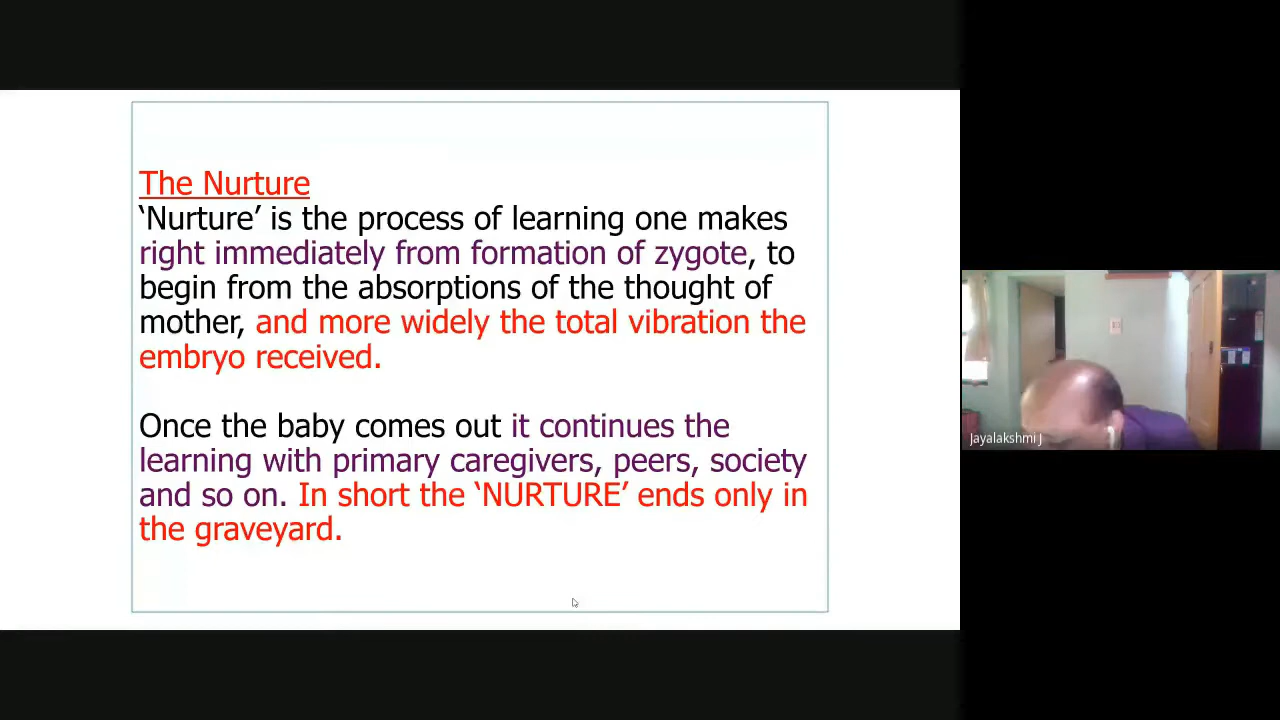 The Nurture
‘Nurture’ is the process of learning one makes
right immediately from formation of zygote, to
begin from the absorptions of the thought of
mother, and more widely the total vibration the
embryo received.
Once the baby comes out it continues the
learning with primary caregivers, peers, society
and so on. In short the ‘NURTURE’ ends only in
the graveyard.
Jayalakshmi J